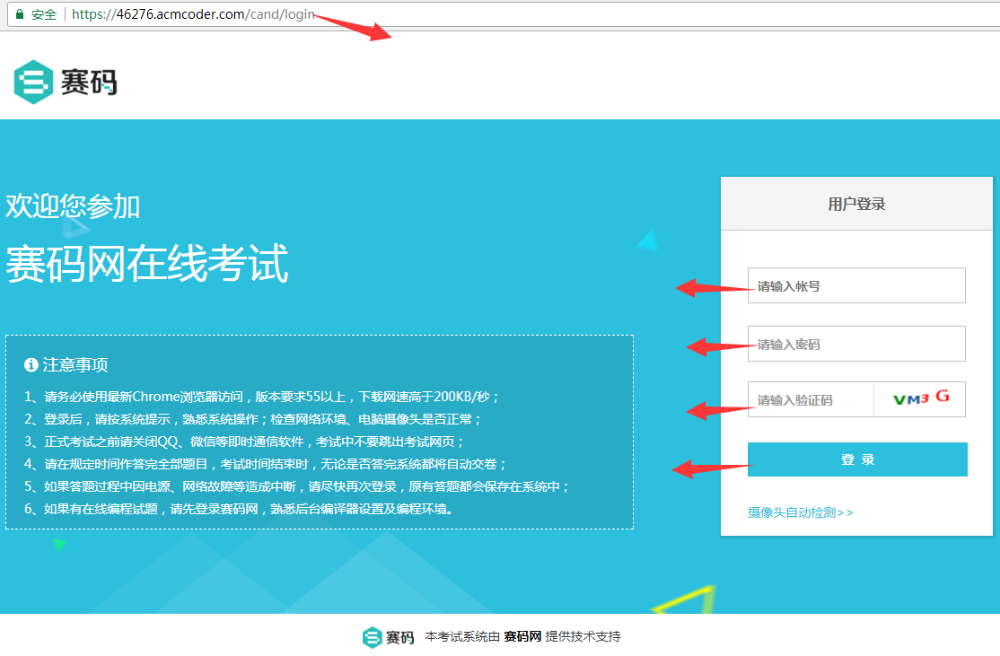 安全 https://46276.acmcoder.com/cand/login
赛码
欢迎您参加
赛码网在线考试
注意事项
1、请务必使用最新Chrome浏览器访问，版本要求55以上，下载网速高于200KB/秒；
2、登录后，请按系统提示，熟悉系统操作；检查网络环境、电脑摄像头是否正常；
3、正式考试之前请关闭QQ、微信等即时通信软件，考试中不要跳出考试网页；
4、请在规定时间作答完全部题目，考试时间结束时，无论是否答完系统都将自动交卷；
5、如果答题过程中因电源、网络故障等造成中断，请尽快再次登录，原有答题都会保存在系统中；
6、如果有在线编程试题，请先登录赛码网，熟悉后台编译器设置及编程环境。
用户登录
请输入帐号
请输入密码
请输入验证码 VM3G
登 录
摄像头自动检测>>
赛码 本考试系统由 赛码网 提供技术支持